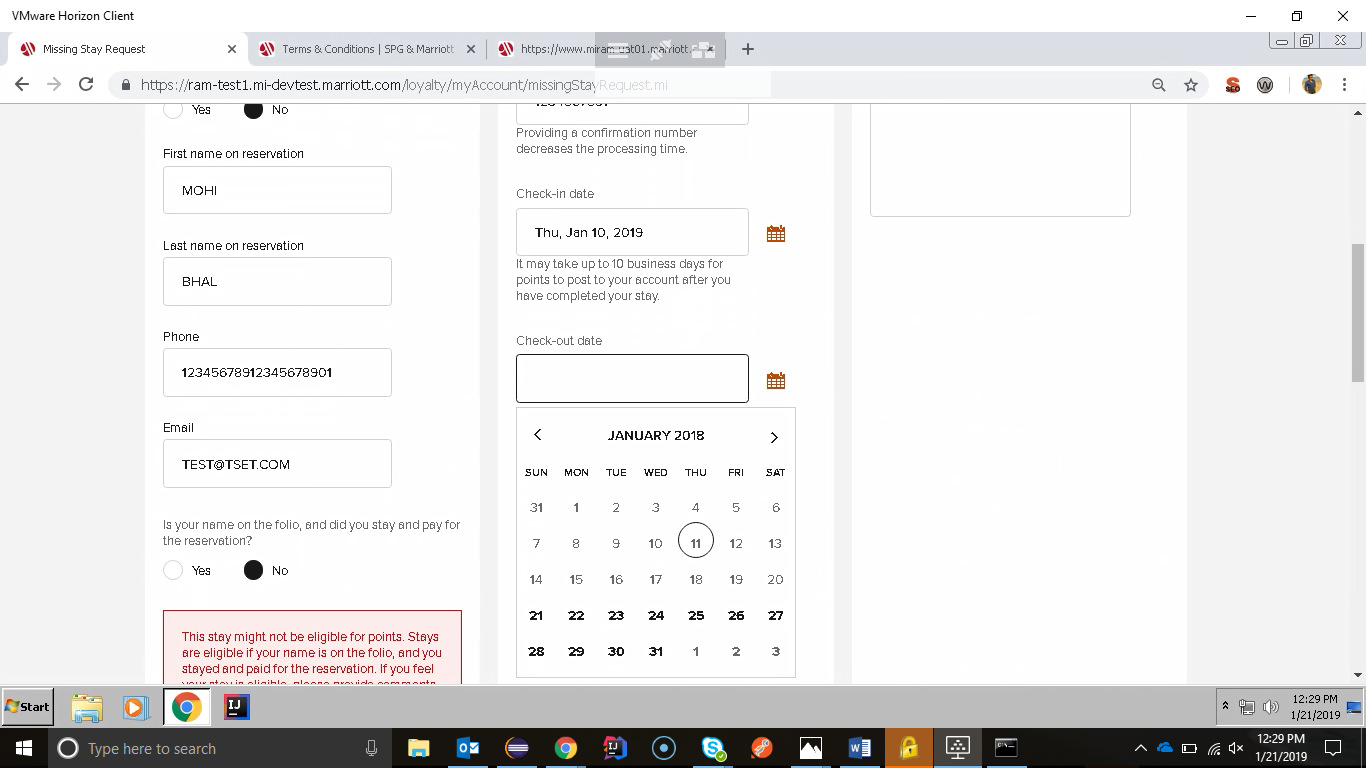 VMware Horizon Client
Missing Stay Request
Terms & Conditions | SPG & Marriott
https://www.miram-uat01.marriott.
https://ram-test1.mi-devtest.marriott.com/loyalty/myAccount/missingStayRequest.mi
Yes No
First name on reservation
MOHI
Last name on reservation
BHAL
Phone
12345678912345678901
Email
TEST@TSET.COM
Is your name on the folio, and did you stay and pay for
the reservation?
Yes No
This stay might not be eligible for points. Stays
are eligible if your name is on the folio, and you
stayed and paid for the reservation. If you feel
your stay is eligible, please provide comments
Providing a confirmation number
decreases the processing time.
Check-in date
Thu, Jan 10, 2019
It may take up to 10 business days for
points to post to your account after you
have completed your stay.
Check-out date
JANUARY 2018
SUN MON TUE WED THU FRI SAT
31 1 2 3 4 5 6
7 8 9 10 11 12 13
14 15 16 17 18 19 20
21 22 23 24 25 26 27
28 29 30 31 1 2 3
Start
12:29 PM
1/21/2019
Type here to search
12:29 PM
1/21/2019